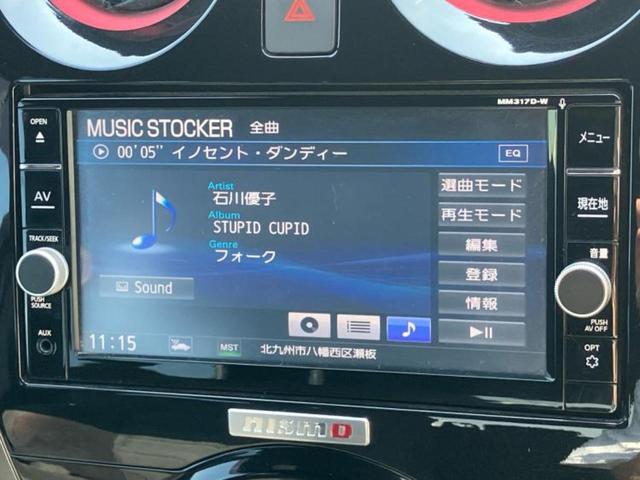 MM317D-W
OPEN
MUSIC STOCKER 全曲
メニュー
00'05" イノセント・ダンディー
EQ
AV
Artist
石川優子
選曲モード
現在地
Album
STUPID CUPID
再生モード
TRACK/SEEK
Genre
フォーク
編集
音量
登録
Sound
情報
PUSH
SOURCE
PUSH
AV OFF
AUX
11:15
MST
北九州市八幡西区瀬板
OPT
nismo